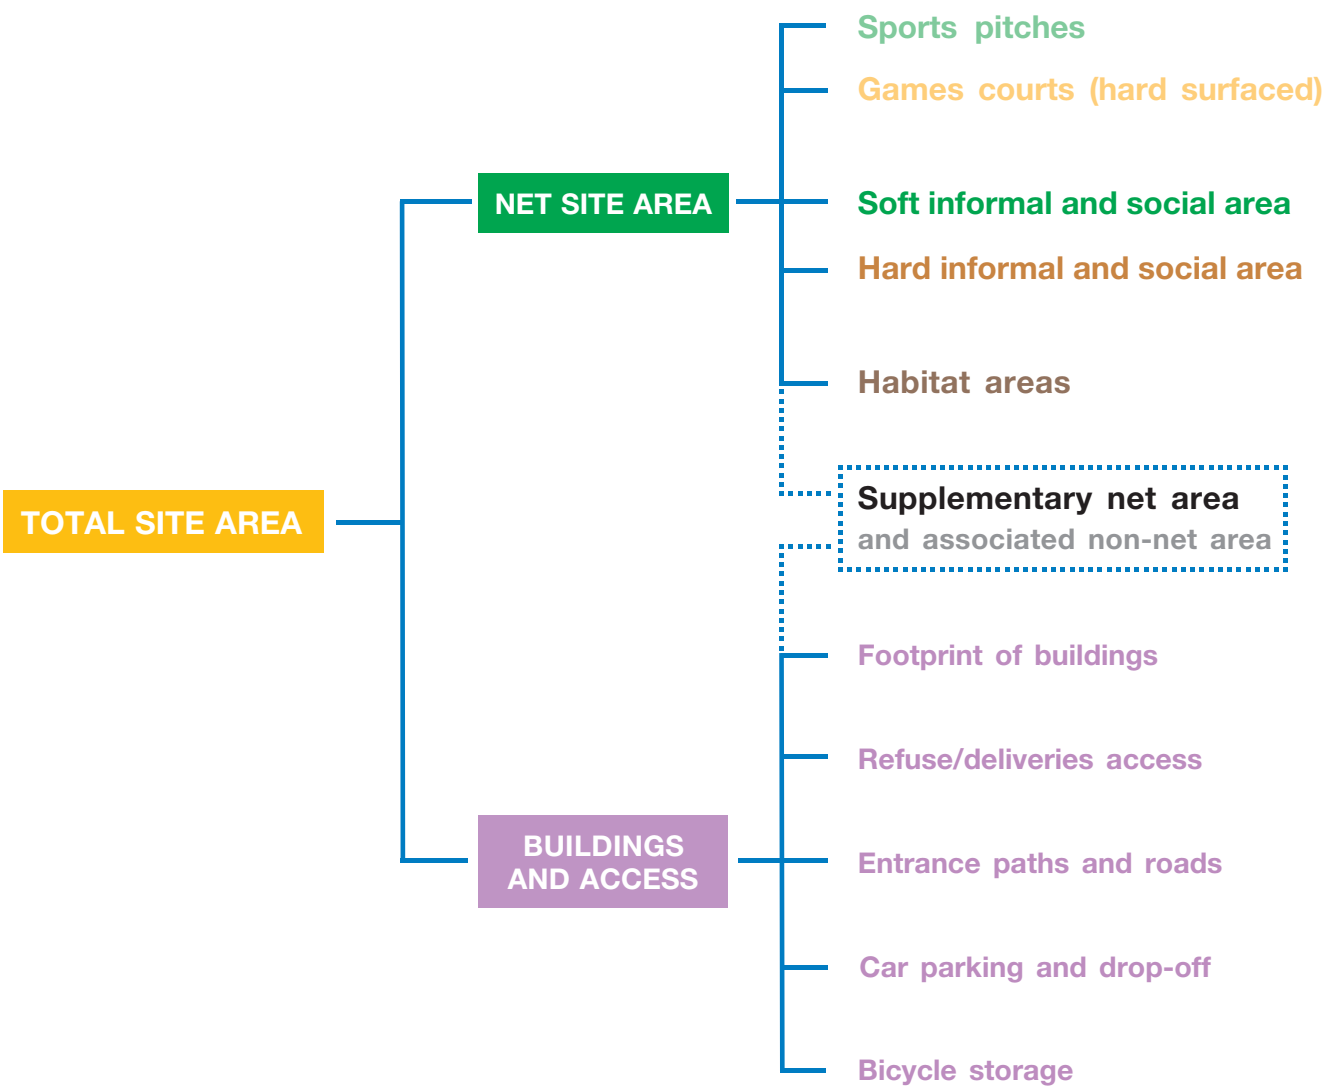 Sports pitches
Games courts (hard surfaced)
NET SITE AREA
Soft informal and social area
Hard informal and social area
Habitat areas
Supplementary net area
and associated non-net area
TOTAL SITE AREA
Footprint of buildings
Refuse/deliveries access
BUILDINGS
AND ACCESS
Entrance paths and roads
Car parking and drop-off
Bicycle storage